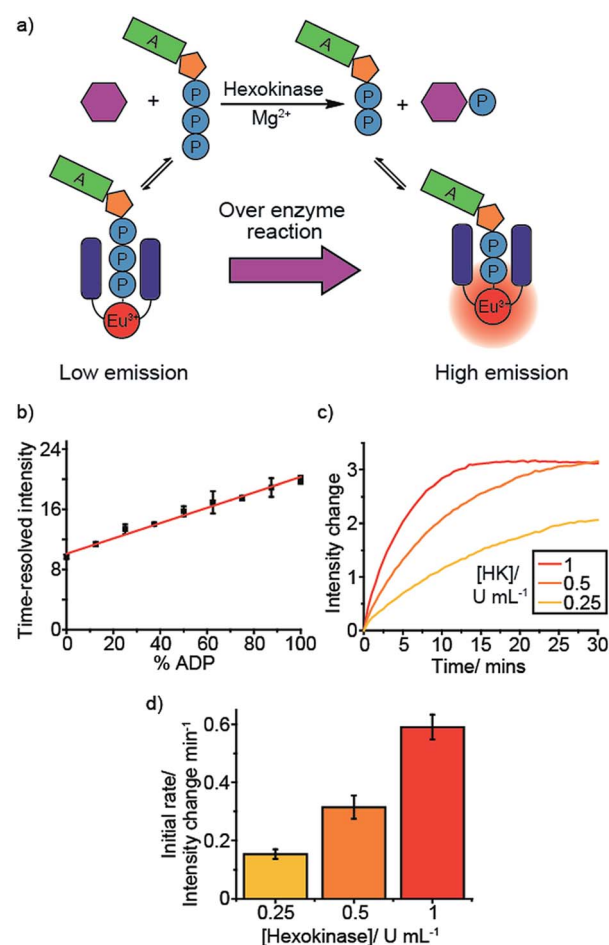 a)
A
A
P
P
P
+
Hexokinase
Mg²⁺
P
P
+
P
A
P
P
P
Eu³⁺
Over enzyme
reaction
A
P
P
Eu³⁺
Low emission
High emission
b)
Time-resolved intensity
24
16
8
0
0 20 40 60 80 100
% ADP
c)
Intensity change
3
2
1
0
0 5 10 15 20 25 30
Time/ mins
[HK]/
U mL⁻¹
1
0.5
0.25
d)
Initial rate/
Intensity change min⁻¹
0.6
0.4
0.2
0
0.25 0.5 1
[Hexokinase]/ U mL⁻¹